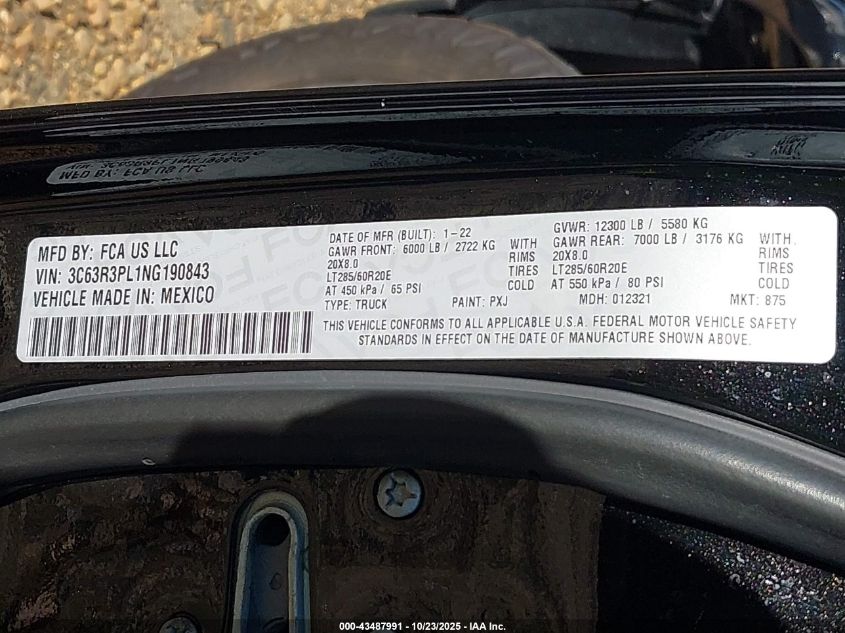 MFD BY: FCA US LLC
VIN: 3C63R3PL1NG190843
VEHICLE MADE IN: MEXICO
DATE OF MFR (BUILT): 1-22
GAWR FRONT: 6000 LB / 2722 KG WITH
20X8.0 RIMS
LT285/60R20E TIRES
AT 450 kPa / 65 PSI COLD
TYPE: TRUCK PAINT: PXJ
GVWR: 12300 LB / 5580 KG
GAWR REAR: 7000 LB / 3176 KG WITH
20X8.0 RIMS
LT285/60R20E TIRES
AT 550 kPa / 80 PSI COLD
MDH: 012321 MKT: 875
THIS VEHICLE CONFORMS TO ALL APPLICABLE U.S.A. FEDERAL MOTOR VEHICLE SAFETY
STANDARDS IN EFFECT ON THE DATE OF MANUFACTURE SHOWN ABOVE.
000-43487991 - 10/23/2025 - IAA Inc.